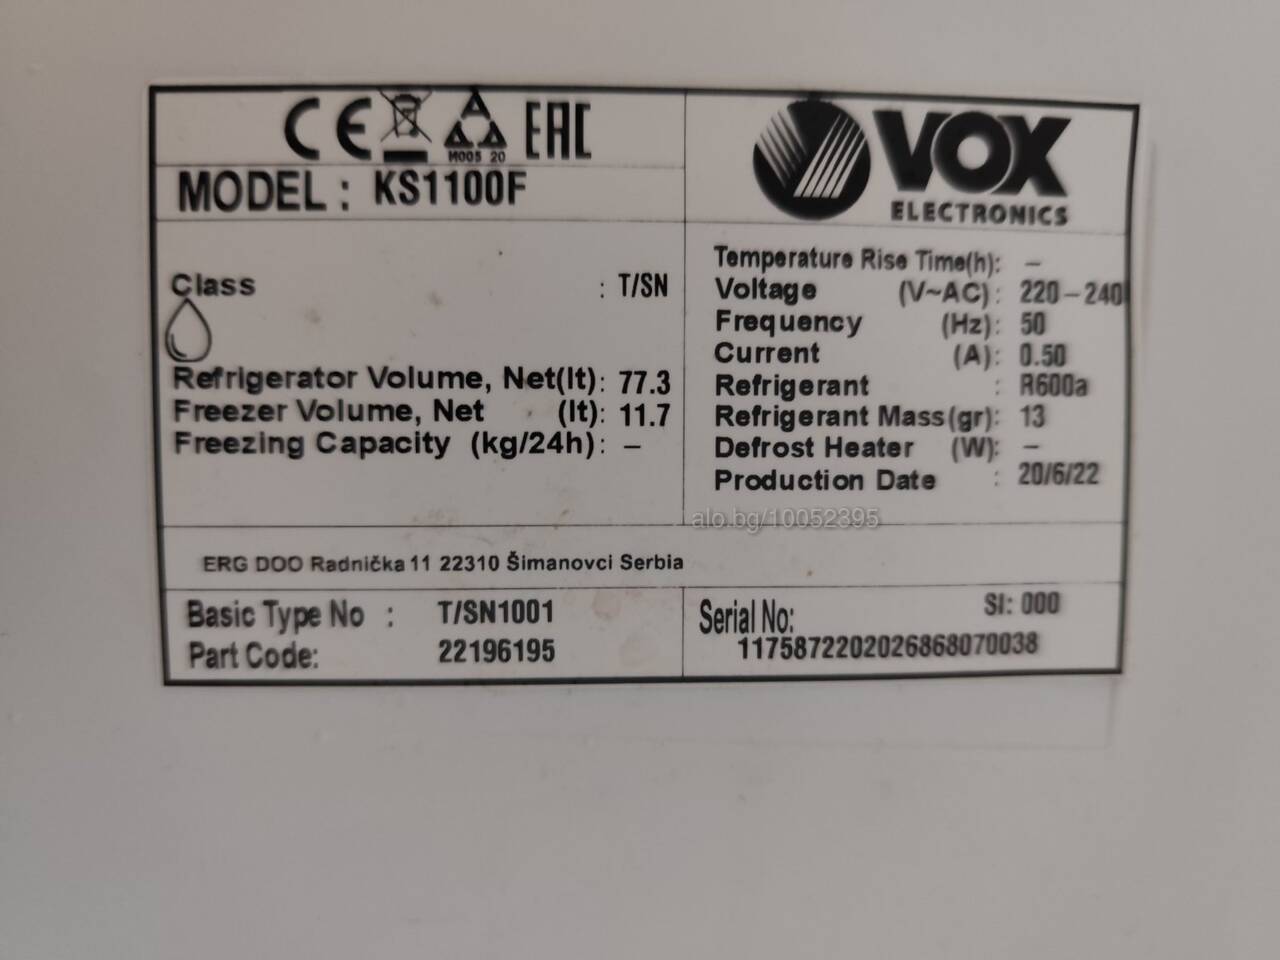 CE EAC
M005 20
MODEL : KS1100F
VOX
ELECTRONICS
Class : T/SN
Refrigerator Volume, Net(lt): 77.3
Freezer Volume, Net (lt): 11.7
Freezing Capacity (kg/24h): –
Temperature Rise Time(h): –
Voltage (V~AC): 220-240
Frequency (Hz): 50
Current (A): 0.50
Refrigerant : R600a
Refrigerant Mass(gr): 13
Defrost Heater (W): –
Production Date : 20/6/22
alo.bg/10052395
ERG DOO Radnička 11 22310 Šimanovci Serbia
Basic Type No : T/SN1001
Part Code: 22196195
Serial No: SI: 000
1175872202026868070038